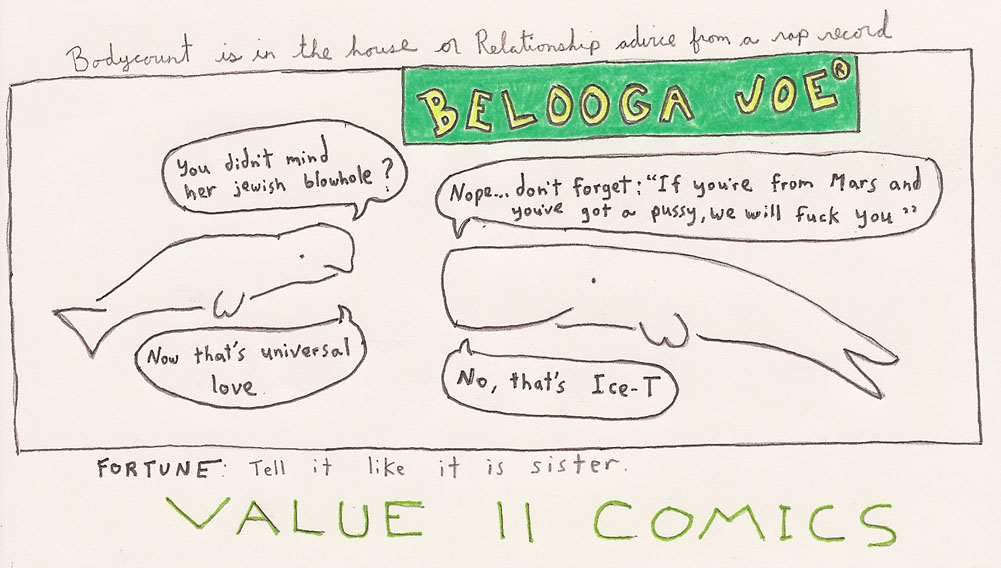 Bodycount is in the house or Relationship advice from a rap record
BELOOGA JOE®
You didn't mind
her jewish blowhole?
Nope... don't forget: "If you're from Mars and
you've got a pussy, we will fuck you"
Now that's universal
love
No, that's Ice-T
FORTUNE: Tell it like it is sister.
VALUE 11 COMICS